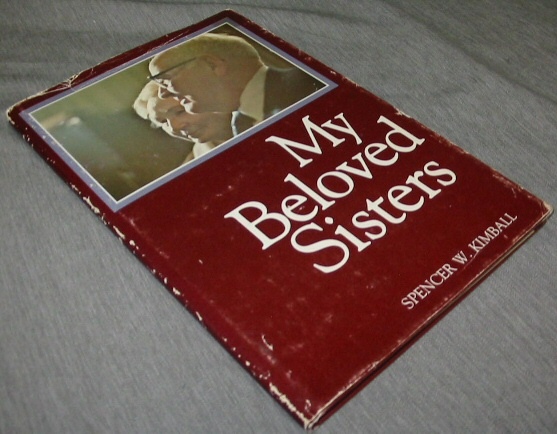 My
Beloved
Sisters
SPENCER W. KIMBALL